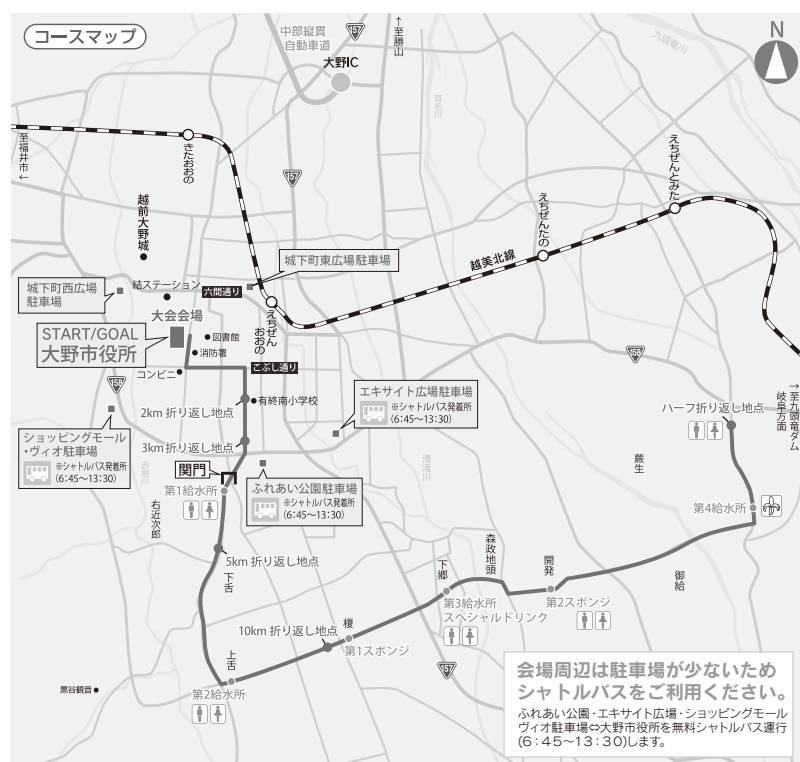 コースマップ
中部縦貫
自動車道
157
←至勝山
N
九頭竜川
大野IC
真名川
至福井市←
きたおおの
157
えちぜんとみた
えちぜんたの
越前大野城
越美北線
城下町東広場駐車場
城下町西広場
駐車場
結ステーション
六間通り
えちぜん
おおの
大会会場
START/GOAL
大野市役所
図書館
消防署
コンビニ
こぶし通り
158
158
→至九頭竜ダム
岐阜方面
エキサイト広場駐車場
※シャトルバス発着所
(6:45〜13:30)
2km 折り返し地点
有終南小学校
ハーフ折り返し地点
ショッピングモール
・ヴィオ駐車場
※シャトルバス発着所
(6:45〜13:30)
3km 折り返し地点
関門
赤根川
清滝川
蕨生
第1給水所
ふれあい公園駐車場
※シャトルバス発着所
(6:45〜13:30)
右近次郎
第4給水所
5km 折り返し地点
下舌
森政地頭
下郷
開発
御給
第3給水所
スペシャルドリンク
第2スポンジ
10km 折り返し地点
榎
第1スポンジ
上舌
157
黒谷観音
第2給水所
会場周辺は駐車場が少ないため
シャトルバスをご利用ください。
ふれあい公園・エキサイト広場・ショッピングモール
ヴィオ駐車場⇔大野市役所を無料シャトルバス運行
(6:45〜13:30)します。